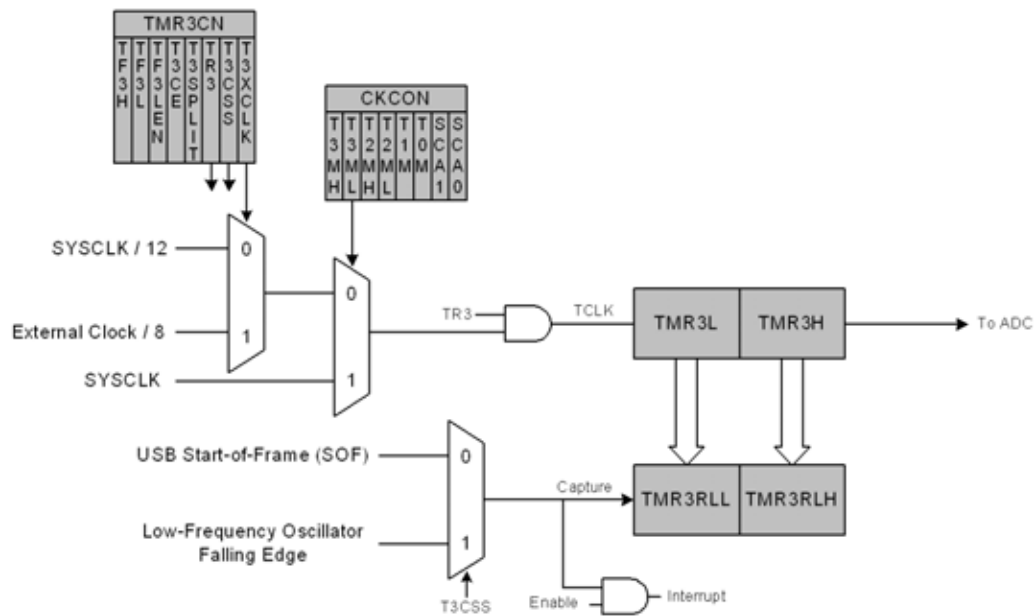 TMR3CN
TF3H TF3L TF3LEN T3CE T3SPLIT TR3 T3CSS T3XCLK
CKCON
T3MH T3ML T2MH T2ML T1M T0M SCA1 SCA0
SYSCLK / 12
0
External Clock / 8
1
SYSCLK
0
1
TR3
TCLK
TMR3L
TMR3H
To ADC
USB Start-of-Frame (SOF)
0
Low-Frequency Oscillator
Falling Edge
1
T3CSS
Capture
TMR3RLL
TMR3RLH
Enable
Interrupt